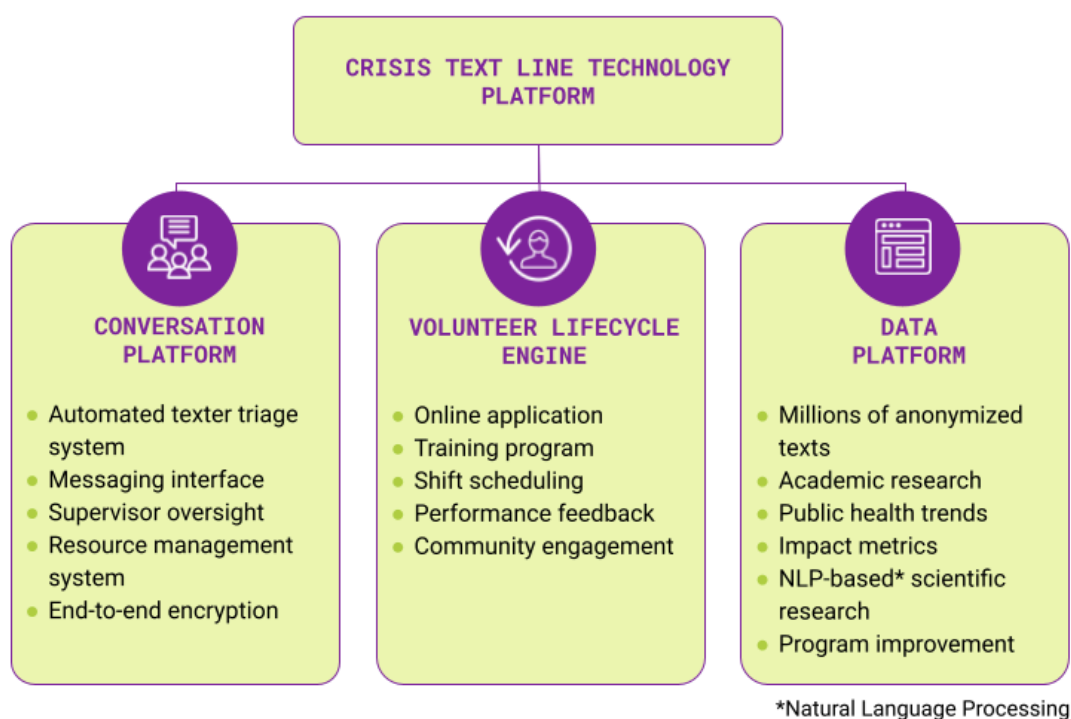 CRISIS TEXT LINE TECHNOLOGY
PLATFORM
CONVERSATION
PLATFORM
Automated texter triage
system
Messaging interface
Supervisor oversight
Resource management
system
End-to-end encryption
VOLUNTEER LIFECYCLE
ENGINE
Online application
Training program
Shift scheduling
Performance feedback
Community engagement
DATA
PLATFORM
Millions of anonymized
texts
Academic research
Public health trends
Impact metrics
NLP-based* scientific
research
Program improvement
*Natural Language Processing